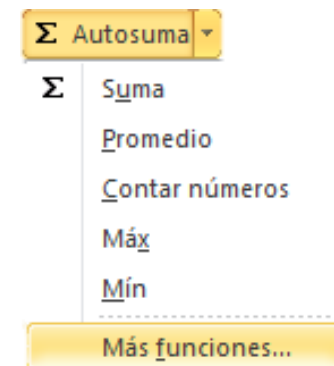 Σ Autosuma
Σ Suma
Promedio
Contar números
Máx
Mín
Más funciones...